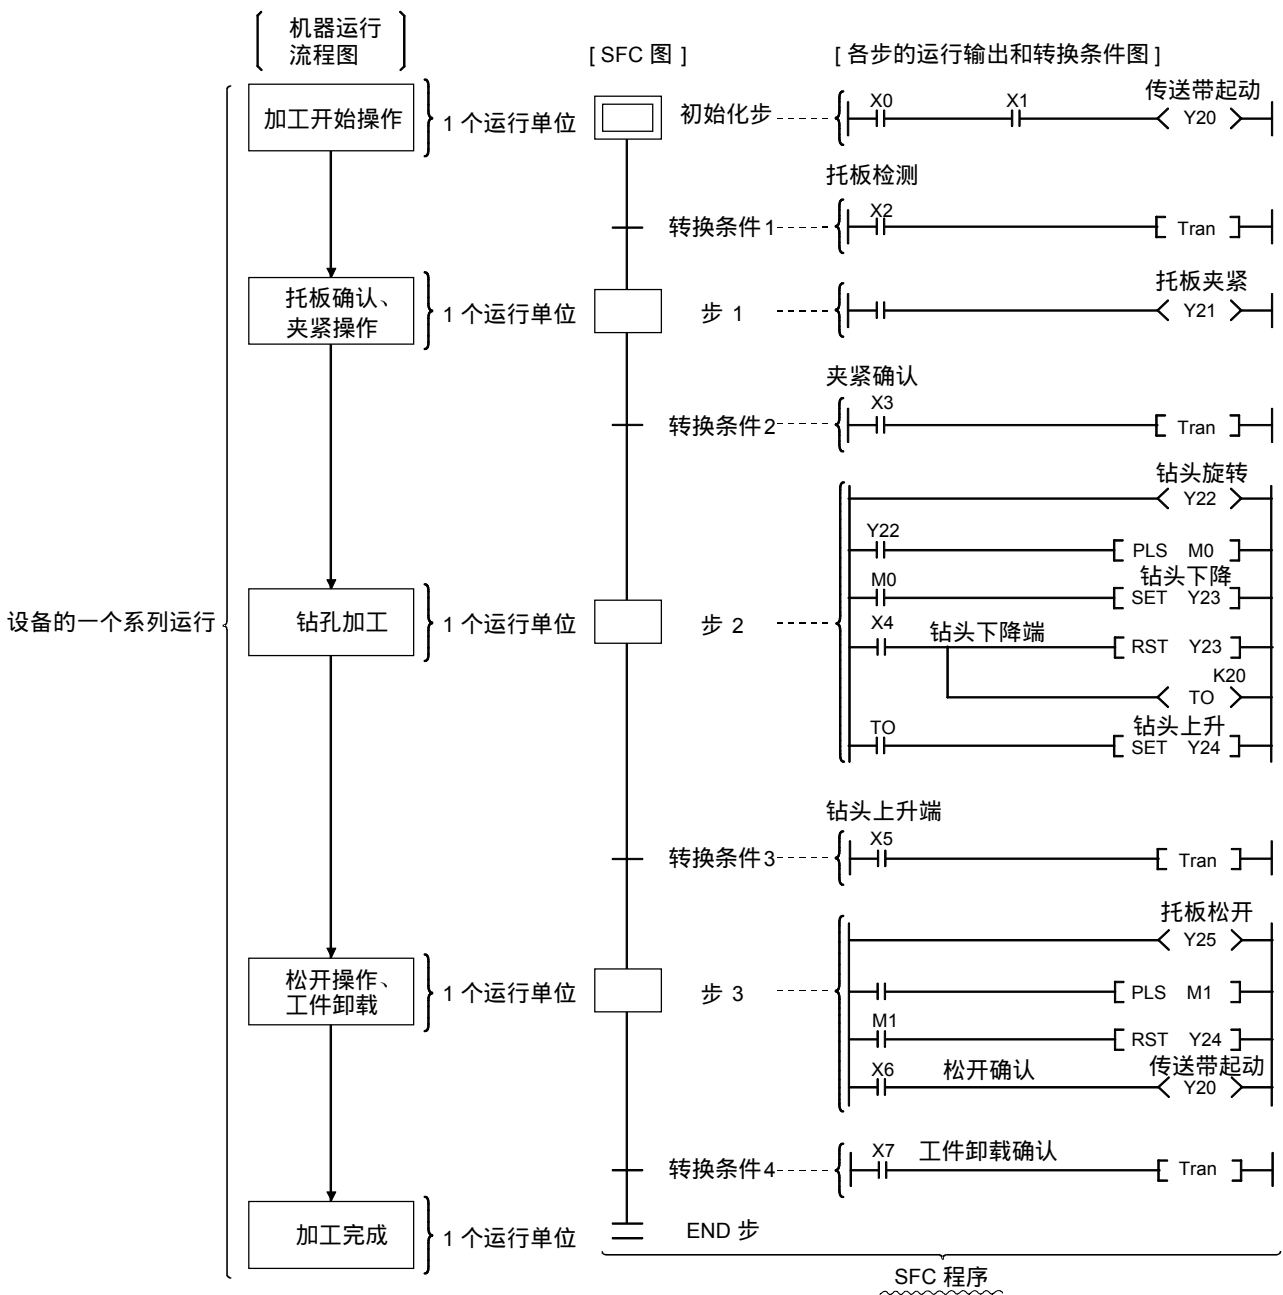 机器运行
流程图
[ SFC 图 ]
[ 各步的运行输出和转换条件图 ]
加工开始操作
1 个运行单位
初始化步
X0
X1
传送带起动
Y20
托板检测
转换条件 1
X2
Tran
托板确认、
夹紧操作
1 个运行单位
步 1
托板夹紧
Y21
夹紧确认
转换条件 2
X3
Tran
设备的一个系列运行
钻孔加工
1 个运行单位
步 2
钻头旋转
Y22
Y22
PLS M0
M0
钻头下降
SET Y23
X4
钻头下降端
RST Y23
K20
TO
TO
钻头上升
SET Y24
钻头上升端
转换条件 3
X5
Tran
松开操作、
工件卸载
1 个运行单位
步 3
托板松开
Y25
PLS M1
M1
RST Y24
X6
松开确认
传送带起动
Y20
转换条件 4
X7
工件卸载确认
Tran
加工完成
1 个运行单位
END 步
SFC 程序